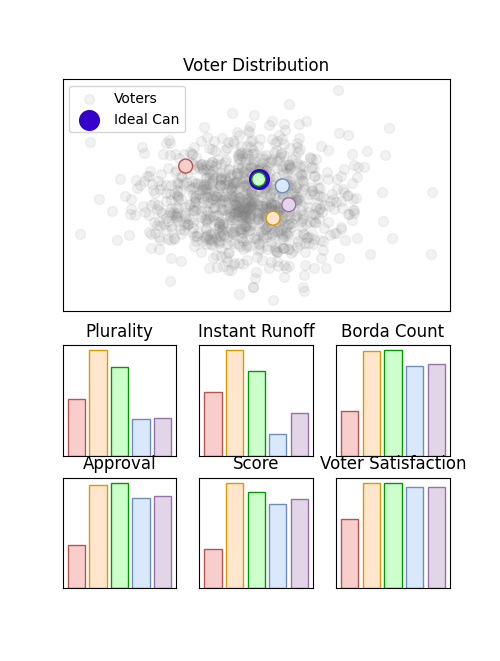 Voter Distribution
Voters
Ideal Can
Plurality
Instant Runoff
Borda Count
Approval
Score
Voter Satisfaction